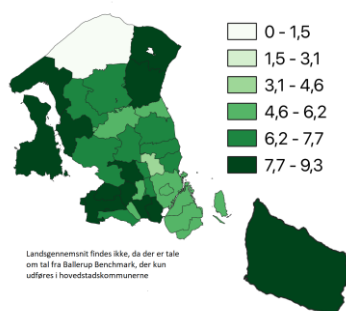 0 - 1,5
1,5 - 3,1
3,1 - 4,6
4,6 - 6,2
6,2 - 7,7
7,7 - 9,3
Landsgennemsnit findes ikke, da der er tale
om tal fra Ballerup Benchmark, der kun
udføres i hovedstadskommunerne